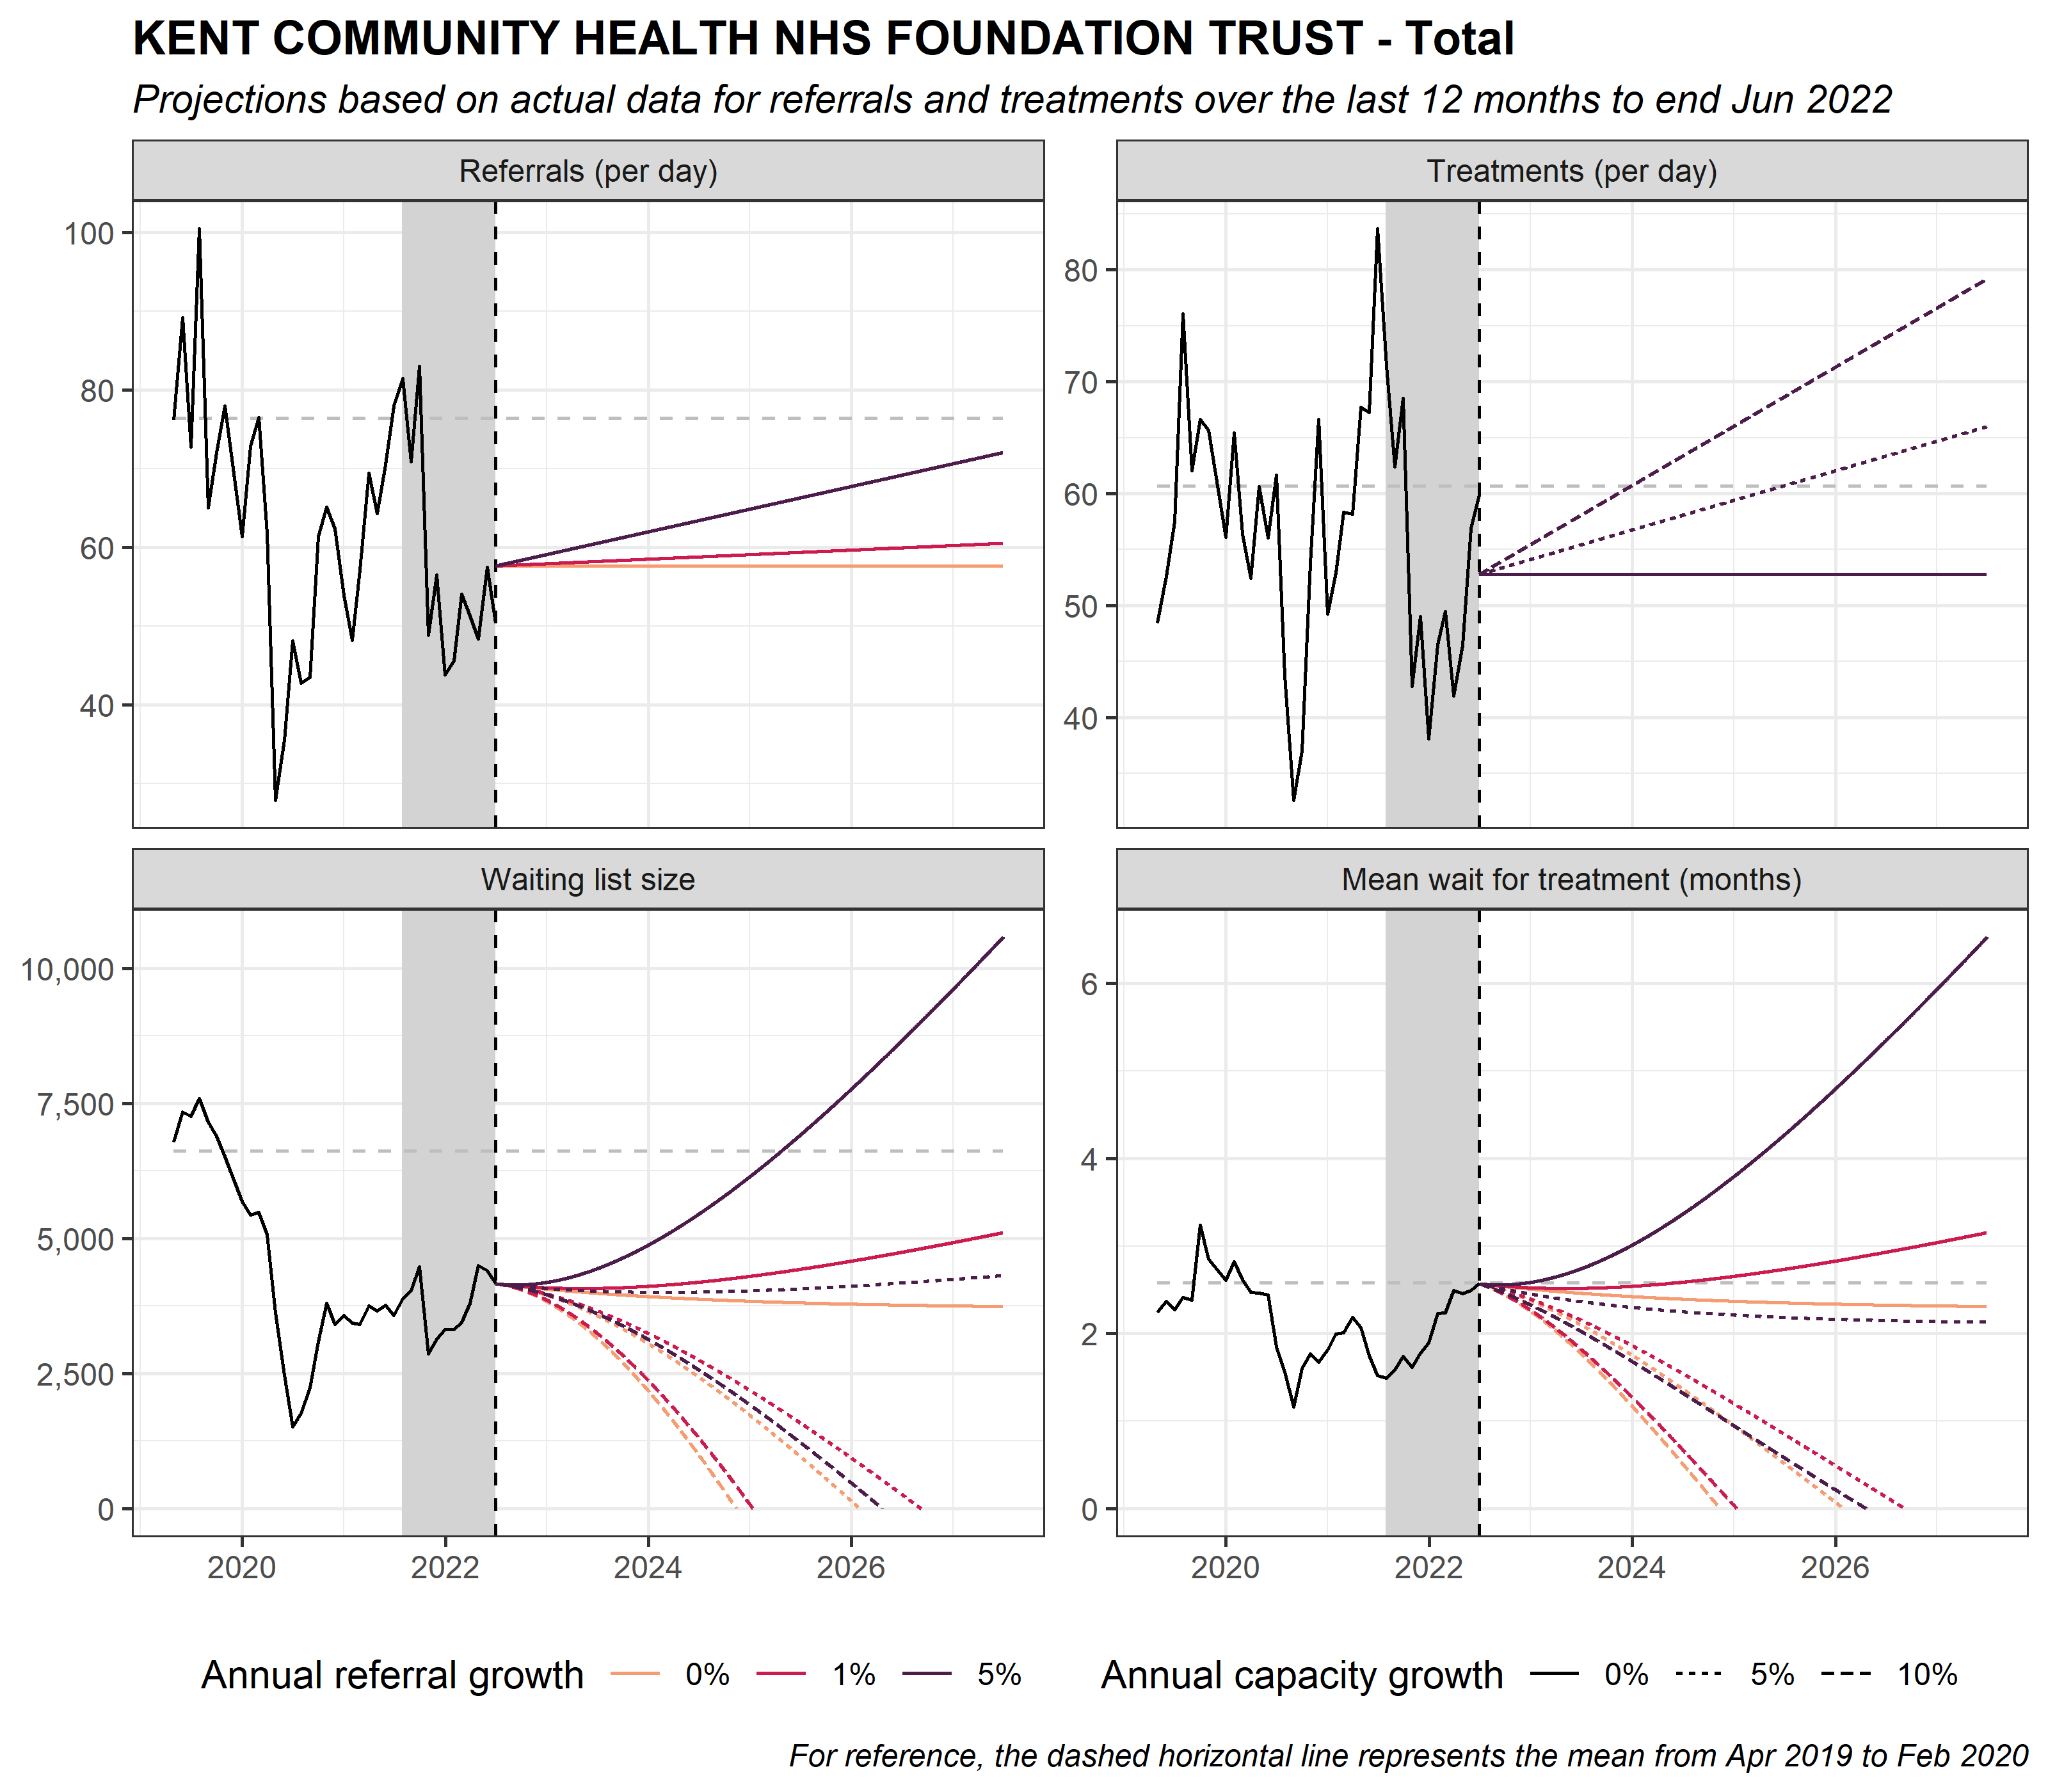 KENT COMMUNITY HEALTH NHS FOUNDATION TRUST - Total
Projections based on actual data for referrals and treatments over the last 12 months to end Jun 2022
Referrals (per day)
100
80
60
40
Treatments (per day)
80
70
60
50
40
Waiting list size
10,000
7,500
5,000
2,500
0
2020 2022 2024 2026
Mean wait for treatment (months)
6
4
2
0
2020 2022 2024 2026
Annual referral growth 0% 1% 5%
Annual capacity growth 0% 5% 10%
For reference, the dashed horizontal line represents the mean from Apr 2019 to Feb 2020